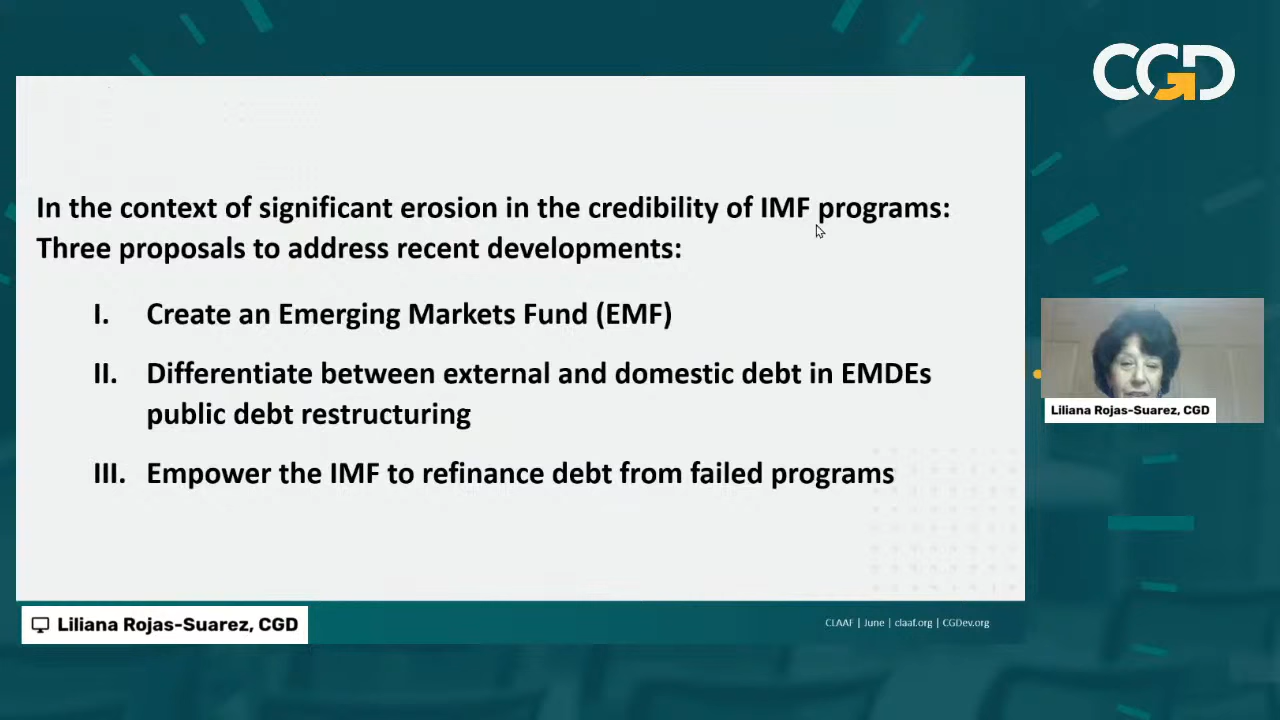 CGD
In the context of significant erosion in the credibility of IMF programs:
Three proposals to address recent developments:
I. Create an Emerging Markets Fund (EMF)
II. Differentiate between external and domestic debt in EMDEs
public debt restructuring
III. Empower the IMF to refinance debt from failed programs
Liliana Rojas-Suarez, CGD
Liliana Rojas-Suarez, CGD
CLAAF | June | claaf.org | CGDev.org